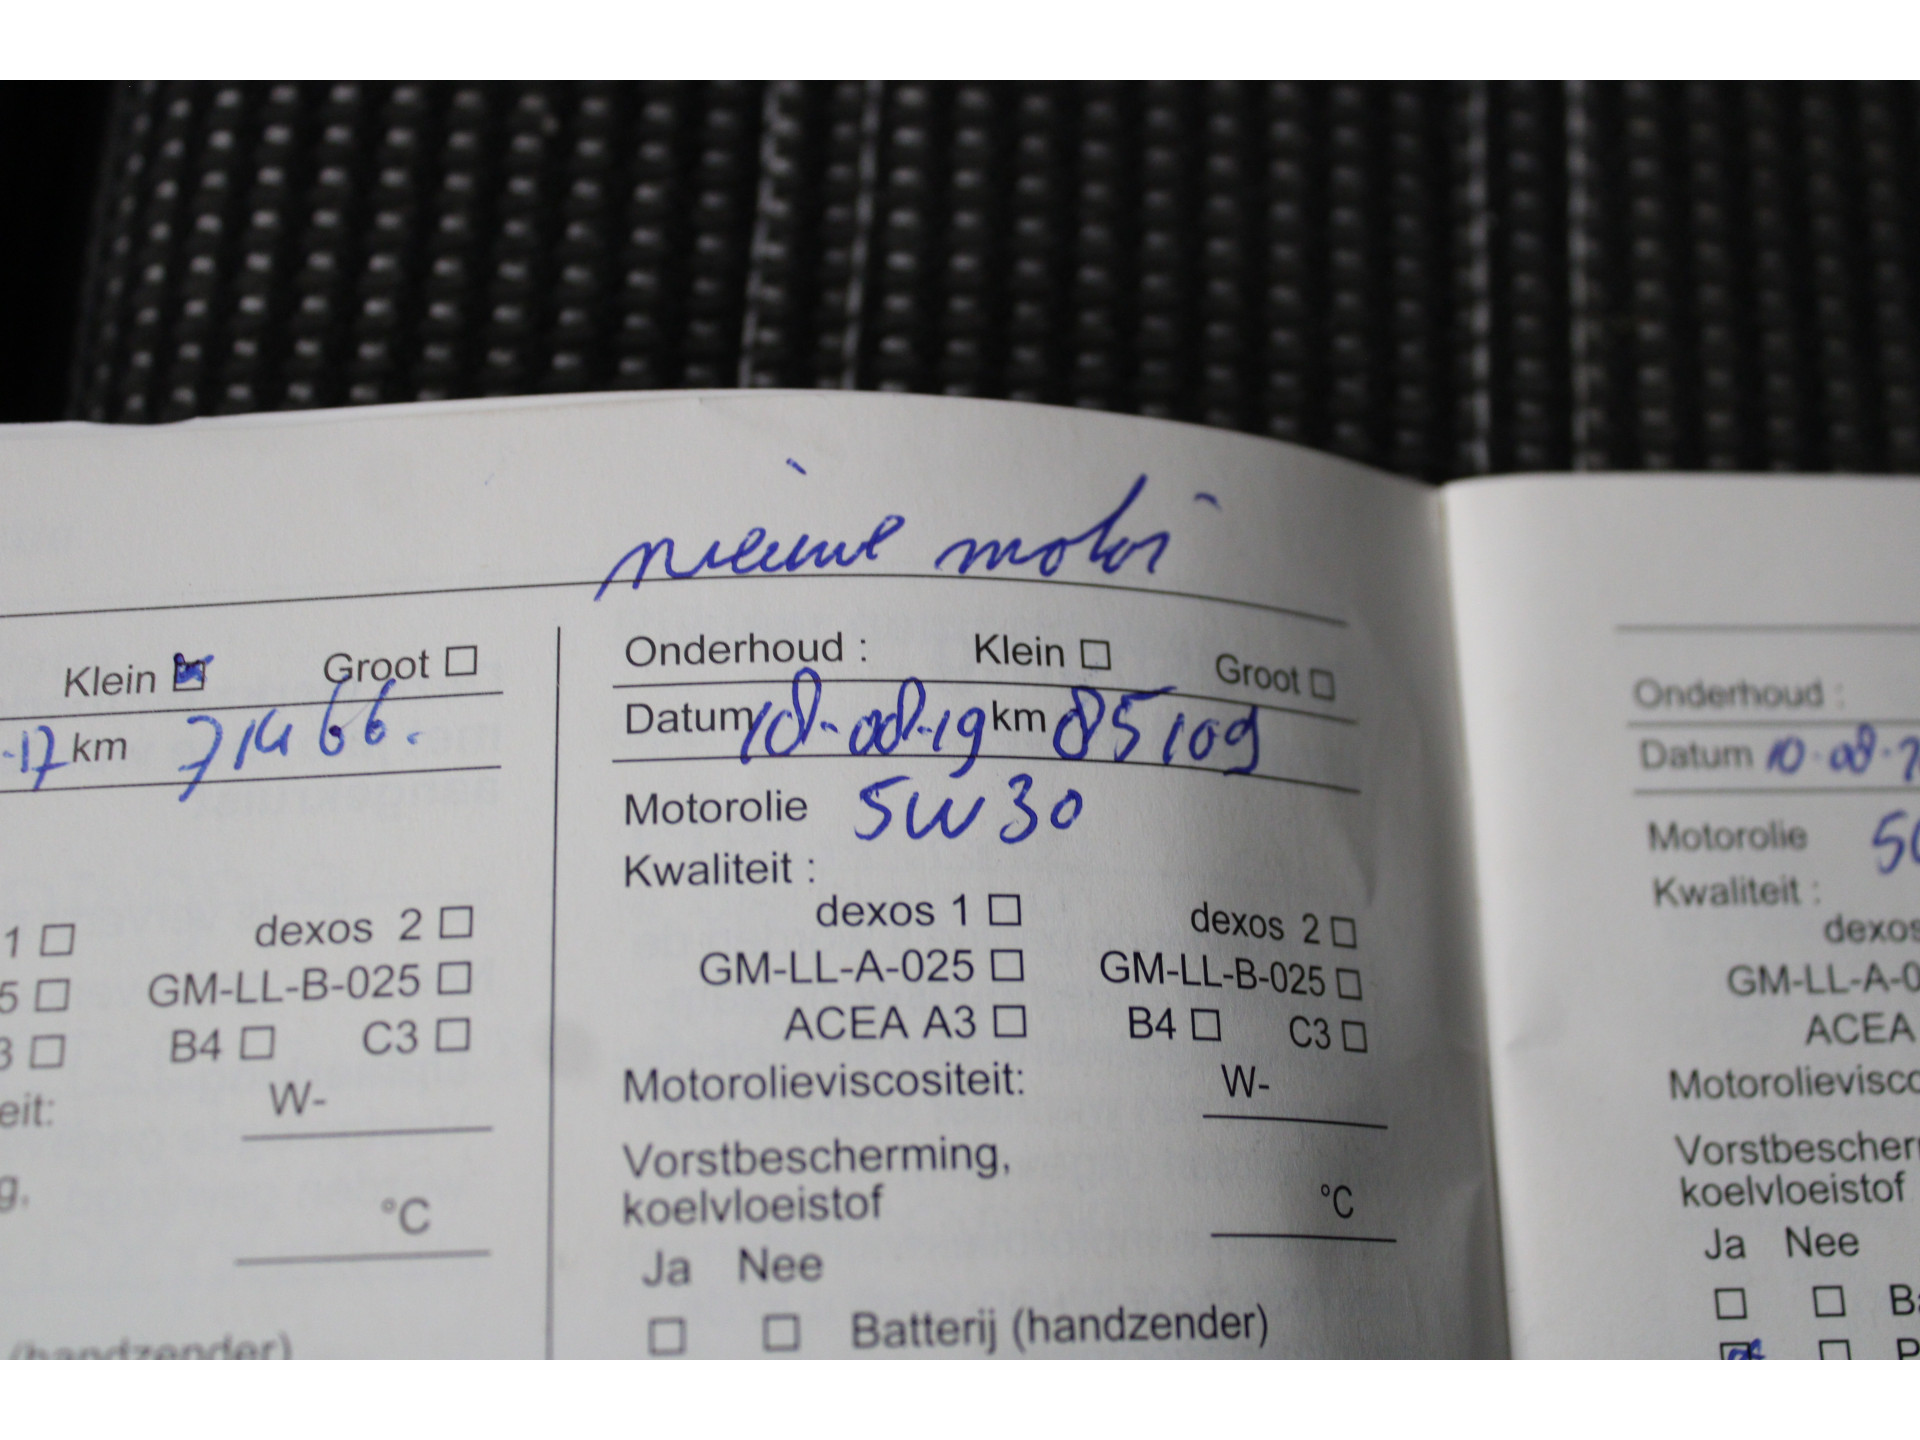 nieuwe motor
Klein Groot
-17 km 71466.
1 dexos 2
5 GM-LL-B-025
3 B4 C3
eit: W-
g,
°C
(handzender)
Onderhoud : Klein Groot
Datum 18-08-19 km 85109
Motorolie 5W30
Kwaliteit :
dexos 1 dexos 2
GM-LL-A-025 GM-LL-B-025
ACEA A3 B4 C3
Motorolieviscositeit: W-
Vorstbescherming,
koelvloeistof °C
Ja Nee
Batterij (handzender)
Onderhoud :
Datum 10-08-2
Motorolie
Kwaliteit :
dexos
GM-LL-A-0
ACEA
Motorolievisco
Vorstbescher
koelvloeistof
Ja Nee